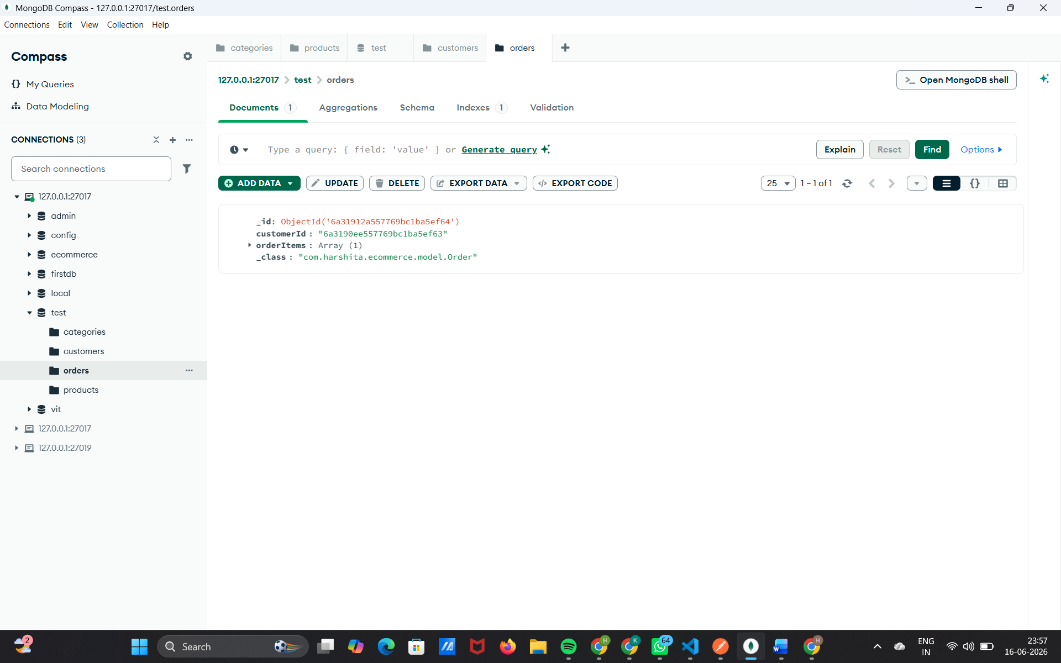 MongoDB Compass - 127.0.0.1:27017/test.orders
Connections Edit View Collection Help
Compass
My Queries
Data Modeling
CONNECTIONS (3)
Search connections
127.0.0.1:27017
admin
config
ecommerce
firstdb
local
test
categories
customers
orders
products
vit
127.0.0.1:27017
127.0.0.1:27019
categories products test customers orders
127.0.0.1:27017 > test > orders
>_ Open MongoDB shell
Documents 1 Aggregations Schema Indexes 1 Validation
Type a query: { field: 'value' } or Generate query
Explain Reset Find Options
ADD DATA UPDATE DELETE EXPORT DATA EXPORT CODE
25 1 – 1 of 1
_id: ObjectId('6a31912a557769bc1ba5ef64')
customerId : "6a3190ee557769bc1ba5ef63"
orderItems : Array (1)
_class : "com.harshita.ecommerce.model.Order"
2 Search H K 64 H
ENG
IN
23:57
16-06-2026